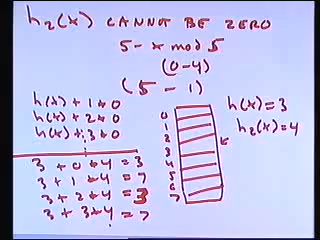 h₂(x) CANNOT BE ZERO
5 - x mod 5
(0-4)
(5 - 1)
h(x) + 1*0
h(x) + 2*0
h(x) + 3*0
h(x) = 3
h₂(x) = 4
0
1
2
3
4
5
6
7
3 + 0*4 = 3
3 + 1*4 = 7
3 + 2*4 = 3
3 + 3*4 = 7